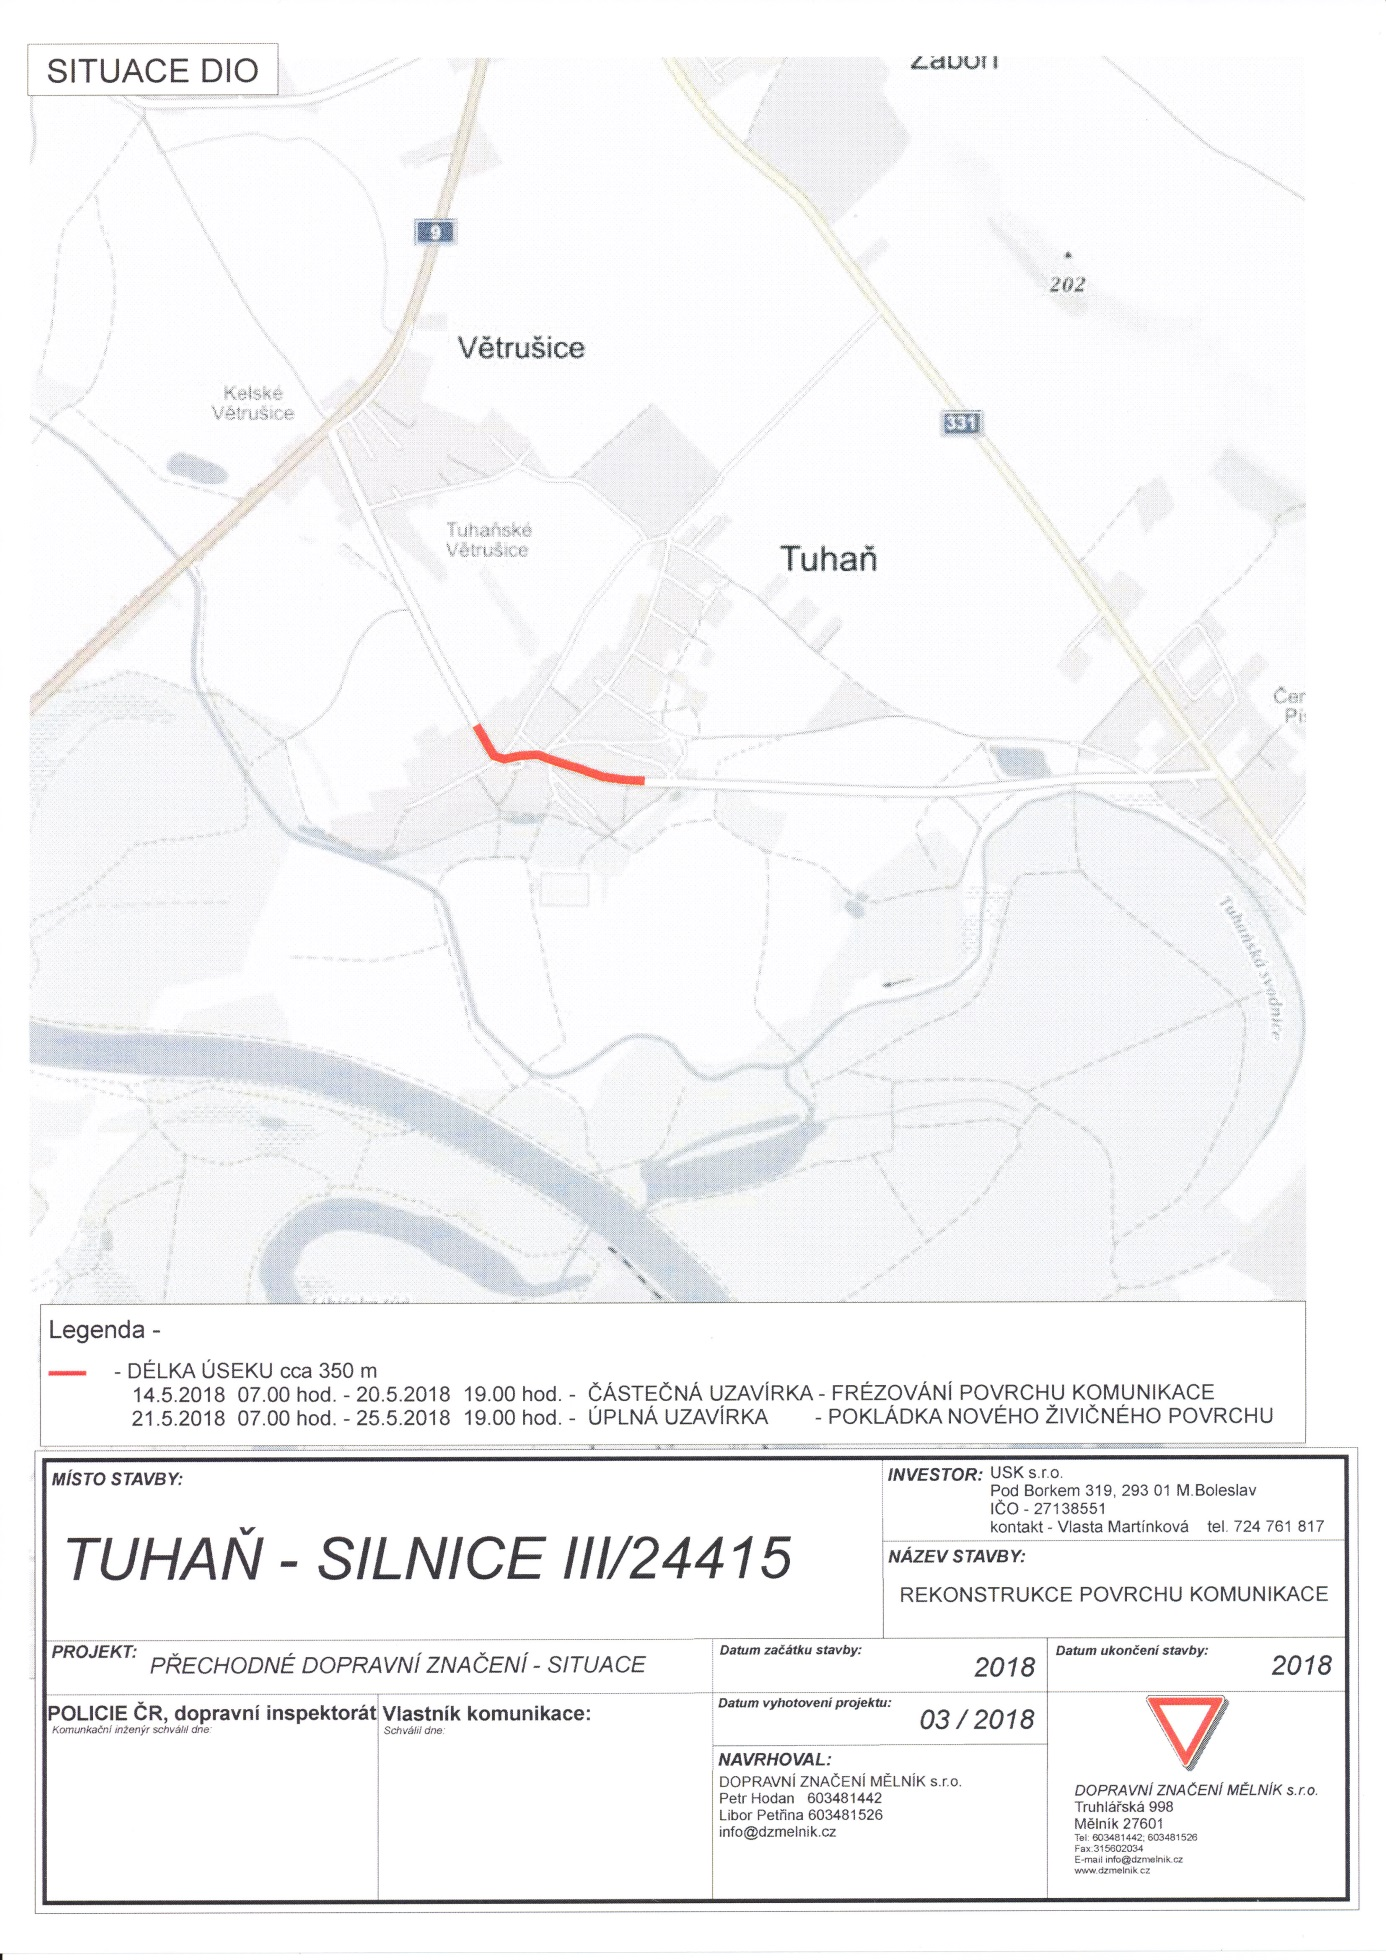 SITUACE DIO
9
Větrušice
202
Kelské
Větrušice
331
Tuhaňské
Větrušice
Tuhaň
Tuhaňská svodnice
Legenda -
- DÉLKA ÚSEKU cca 350 m
14.5.2018 07.00 hod. - 20.5.2018 19.00 hod. - ČÁSTEČNÁ UZAVÍRKA - FRÉZOVÁNÍ POVRCHU KOMUNIKACE
21.5.2018 07.00 hod. - 25.5.2018 19.00 hod. - ÚPLNÁ UZAVÍRKA - POKLÁDKA NOVÉHO ŽIVIČNÉHO POVRCHU
MÍSTO STAVBY:
TUHAŇ - SILNICE III/24415
INVESTOR: USK s.r.o.
Pod Borkem 319, 293 01 M.Boleslav
IČO - 27138551
kontakt - Vlasta Martínková tel. 724 761 817
NÁZEV STAVBY:
REKONSTRUKCE POVRCHU KOMUNIKACE
PROJEKT: PŘECHODNÉ DOPRAVNÍ ZNAČENÍ - SITUACE
Datum začátku stavby:
2018
Datum ukončení stavby:
2018
POLICIE ČR, dopravní inspektorát
Komunkační inženýr schválil dne:
Vlastník komunikace:
Schválil dne:
Datum vyhotovení projektu:
03 / 2018
NAVRHOVAL:
DOPRAVNÍ ZNAČENÍ MĚLNÍK s.r.o.
Petr Hodan 603481442
Libor Petřina 603481526
info@dzmelnik.cz
DOPRAVNÍ ZNAČENÍ MĚLNÍK s.r.o.
Truhlářská 998
Mělník 27601
Tel: 603481442; 603481526
Fax.315602034
E-mail info@dzmelnik.cz
www.dzmelnik.cz